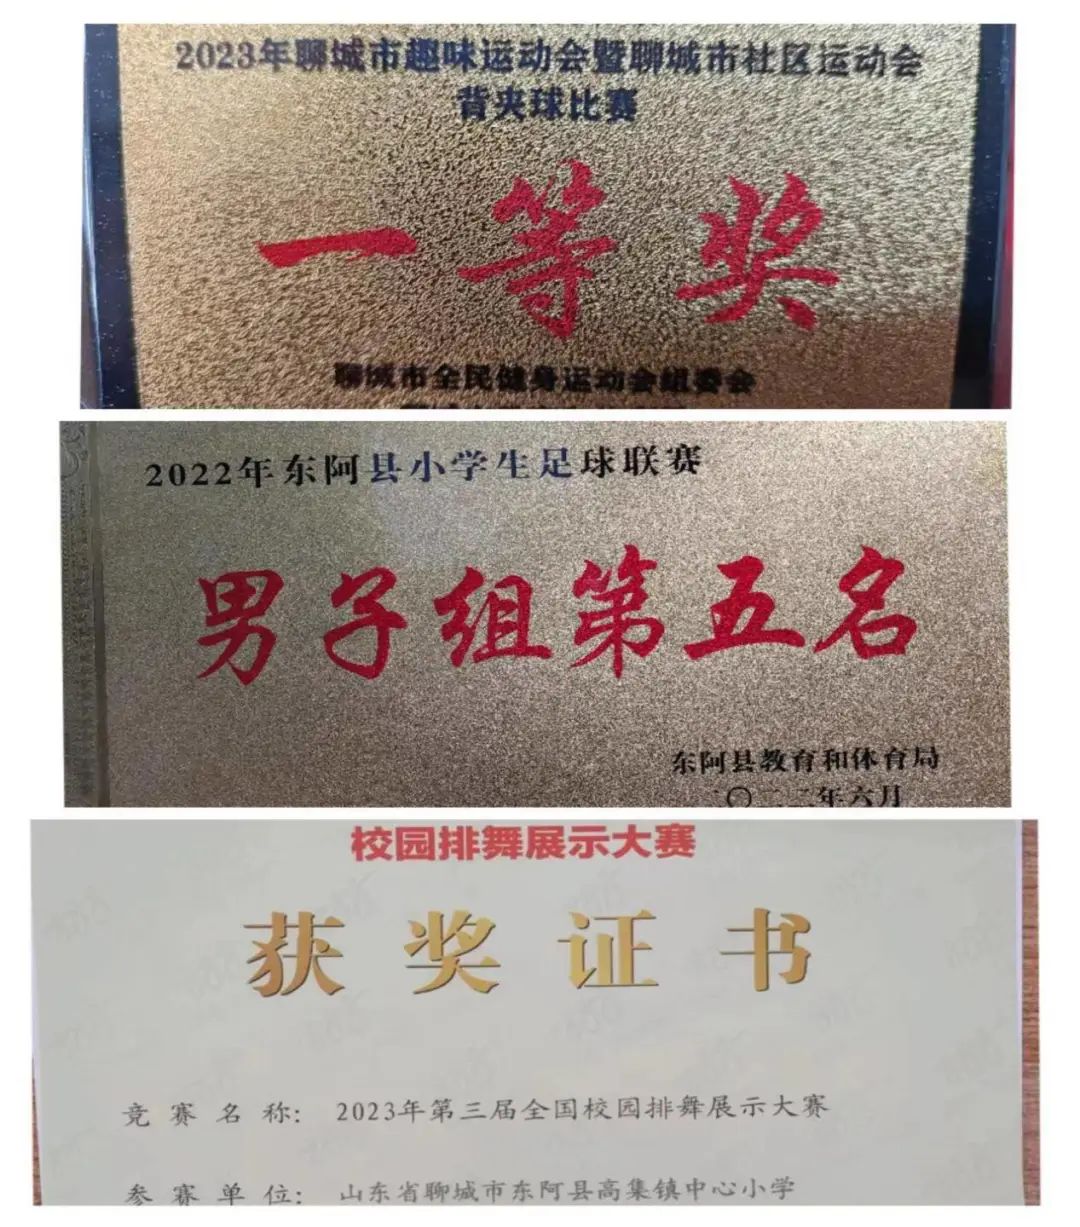 2023年聊城市趣味运动会暨聊城市社区运动会
背夹球比赛
一等奖
聊城市全民健身运动会组委会
2022年东阿县小学生足球联赛
男子组第五名
东阿县教育和体育局
二〇二二年六月
校园排舞展示大赛
获奖证书
竞赛名称：2023年第三届全国校园排舞展示大赛
参赛单位：山东省聊城市东阿县高集镇中心小学